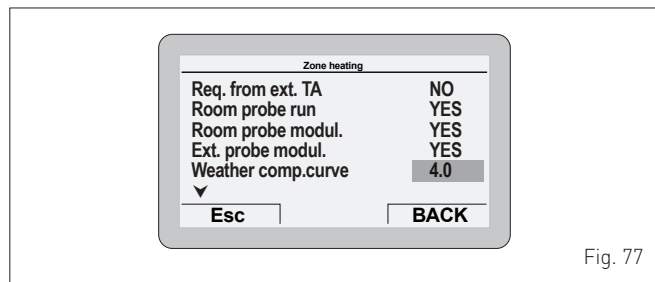 Zone heating
Req. from ext. TA NO
Room probe run YES
Room probe modul. YES
Ext. probe modul. YES
Weather comp.curve 4.0
Esc BACK
Fig. 77